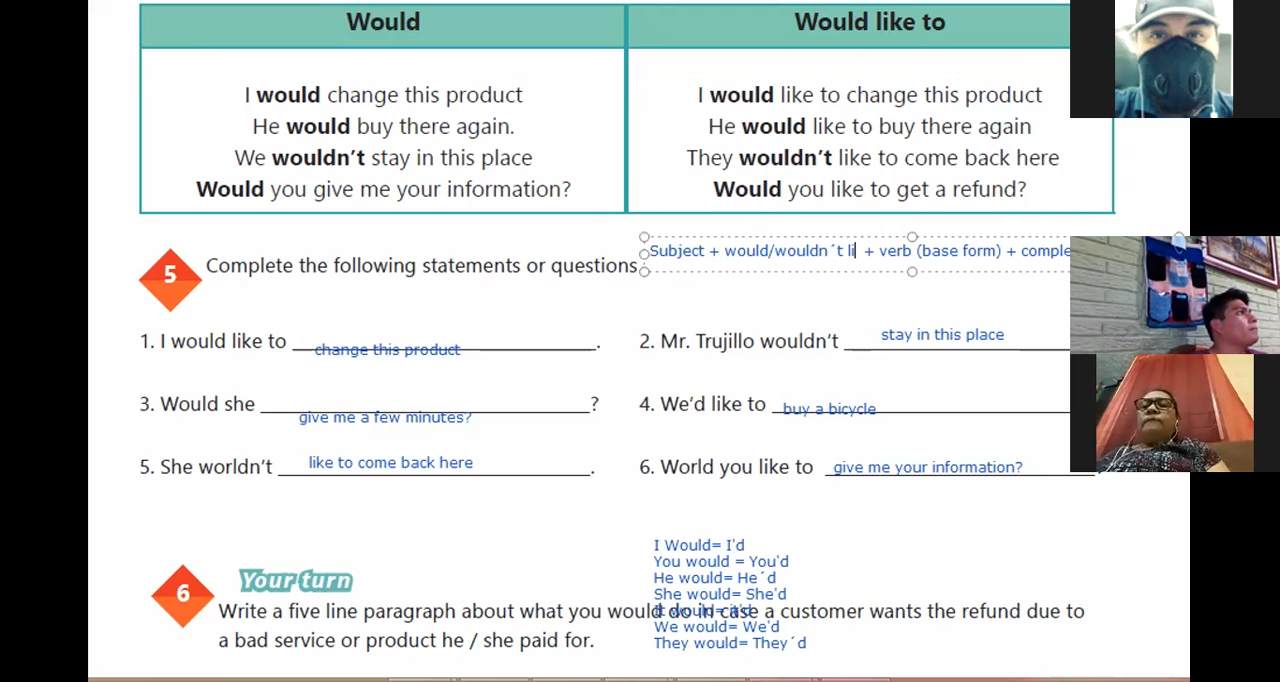 Would
Would like to
I would change this product
He would buy there again.
We wouldn't stay in this place
Would you give me your information?
I would like to change this product
He would like to buy there again
They wouldn't like to come back here
Would you like to get a refund?
Subject + would/wouldn´t li + verb (base form) + comple
5
Complete the following statements or questions
1. I would like to change this product.
2. Mr. Trujillo wouldn't stay in this place
3. Would she give me a few minutes? ?
4. We'd like to buy a bicycle
5. She worldn't like to come back here.
6. World you like to give me your information?
I Would= I'd
You would = You'd
He would= He´d
She would= She'd
It would= it'd
We would= We'd
They would= They´d
6
Your turn
Write a five line paragraph about what you would do in case a customer wants the refund due to
a bad service or product he / she paid for.